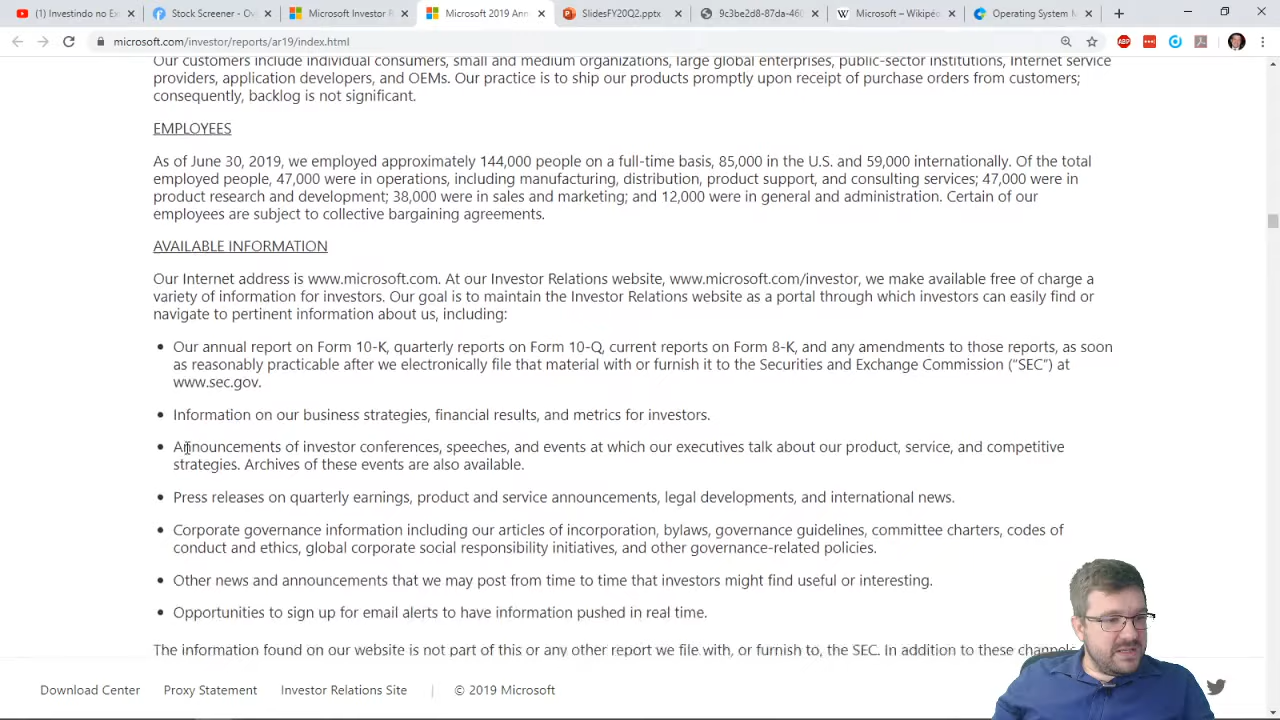 (1) Investindo no Ex
Stock Screener - Ov
Microsoft Investor R
Microsoft 2019 Ann
SlidesFY20Q2.pptx
9c3be2d8-87da-460
Microsoft – Wikipéd
Operating System M
microsoft.com/investor/reports/ar19/index.html
ABP
Our customers include individual consumers, small and medium organizations, large global enterprises, public-sector institutions, Internet service
providers, application developers, and OEMs. Our practice is to ship our products promptly upon receipt of purchase orders from customers;
consequently, backlog is not significant.
EMPLOYEES
As of June 30, 2019, we employed approximately 144,000 people on a full-time basis, 85,000 in the U.S. and 59,000 internationally. Of the total
employed people, 47,000 were in operations, including manufacturing, distribution, product support, and consulting services; 47,000 were in
product research and development; 38,000 were in sales and marketing; and 12,000 were in general and administration. Certain of our
employees are subject to collective bargaining agreements.
AVAILABLE INFORMATION
Our Internet address is www.microsoft.com. At our Investor Relations website, www.microsoft.com/investor, we make available free of charge a
variety of information for investors. Our goal is to maintain the Investor Relations website as a portal through which investors can easily find or
navigate to pertinent information about us, including:
• Our annual report on Form 10-K, quarterly reports on Form 10-Q, current reports on Form 8-K, and any amendments to those reports, as soon
as reasonably practicable after we electronically file that material with or furnish it to the Securities and Exchange Commission (“SEC”) at
www.sec.gov.
• Information on our business strategies, financial results, and metrics for investors.
• Announcements of investor conferences, speeches, and events at which our executives talk about our product, service, and competitive
strategies. Archives of these events are also available.
• Press releases on quarterly earnings, product and service announcements, legal developments, and international news.
• Corporate governance information including our articles of incorporation, bylaws, governance guidelines, committee charters, codes of
conduct and ethics, global corporate social responsibility initiatives, and other governance-related policies.
• Other news and announcements that we may post from time to time that investors might find useful or interesting.
• Opportunities to sign up for email alerts to have information pushed in real time.
The information found on our website is not part of this or any other report we file with, or furnish to, the SEC. In addition to these channels
Download Center
Proxy Statement
Investor Relations Site
© 2019 Microsoft